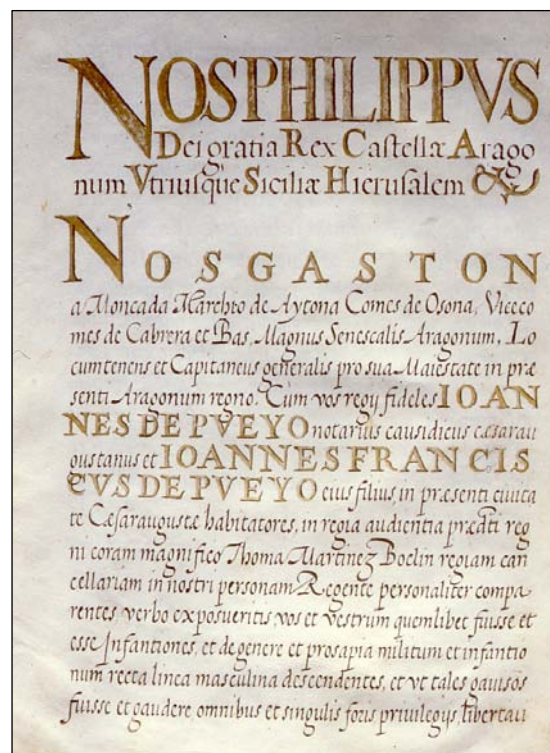 NOS PHILIPPVS
Dei gratia Rex Castellæ Arago
num Vtriusque Siciliæ Hierusalem &c
NOS GASTON
a Moncada Marchio de Aytona Comes de Osona, Viceco
mes de Cabrera et Bas, Magnus Senescalis Aragonum, Lo
cumtenens et Capitaneus generalis pro sua Maiestate in præ
senti Aragonum regno. Cum vos regij fideles IOAN
NES DE PVEYO notarius causidicus cæsarau
gustanus et IOANNES FRANCIS
CVS DE PVEYO eius filius, in præsenti civita
te Cæsaraugustæ habitatores, in regia audientia prædti reg
ni coram magnifico Thoma Martinez Boclin regiam can
cellariam in nostri personam Regente personaliter compa
rentes verbo exposueritis vos et vestrum quemlibet fuisse et
esse Infantiones, et de genere et prosapia militum et infantio
num recta linea masculina descendentes, et vt tales gauisos
fuisse et gaudere omnibus et singulis foris privilegijs, libertati